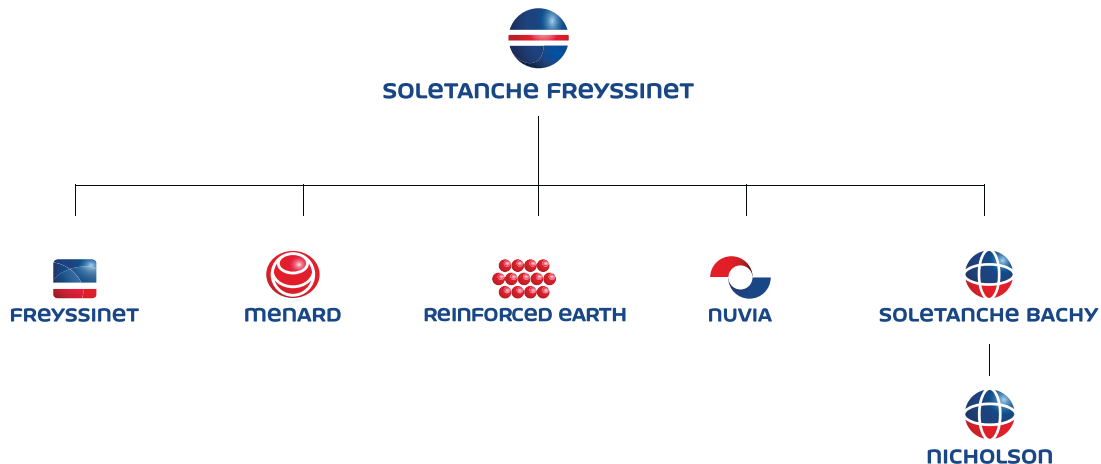 SOLETANCHE FREYSSINET
FREYSSINET
MENARD
REINFORCED EARTH
NUVIA
SOLETANCHE BACHY
NICHOLSON